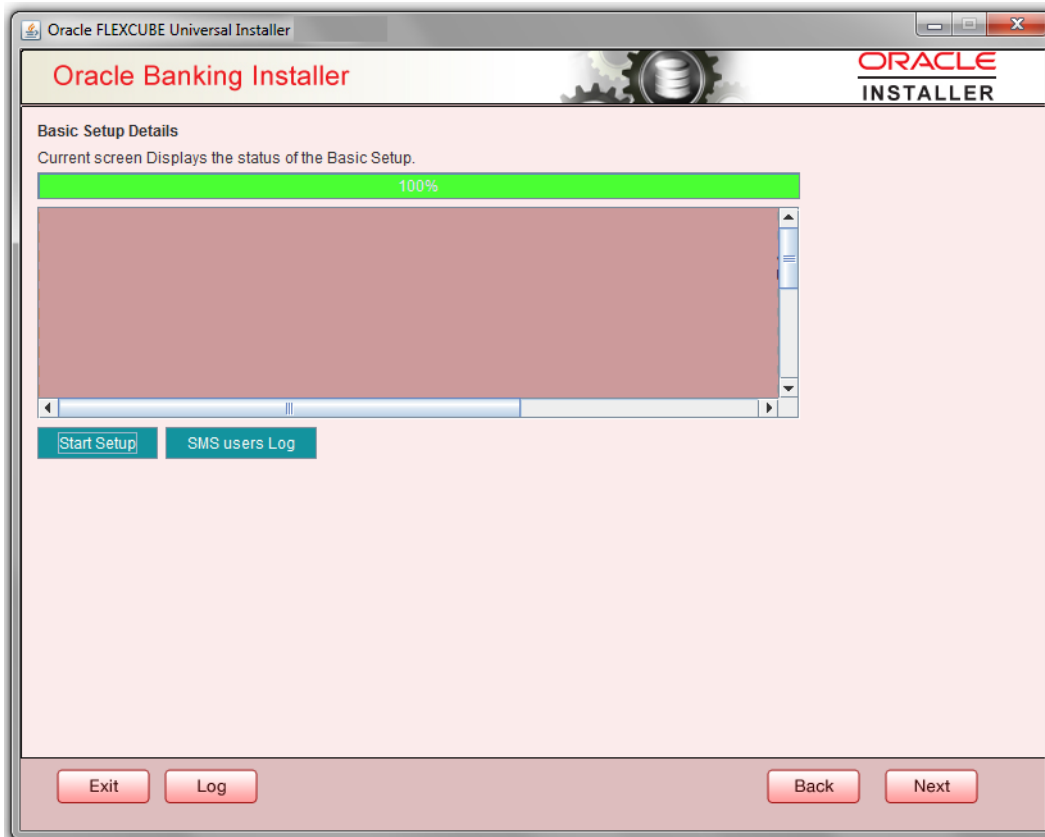 Oracle FLEXCUBE Universal Installer
Oracle Banking Installer
ORACLE
INSTALLER
Basic Setup Details
Current screen Displays the status of the Basic Setup.
100%
Start Setup
SMS users Log
Exit
Log
Back
Next